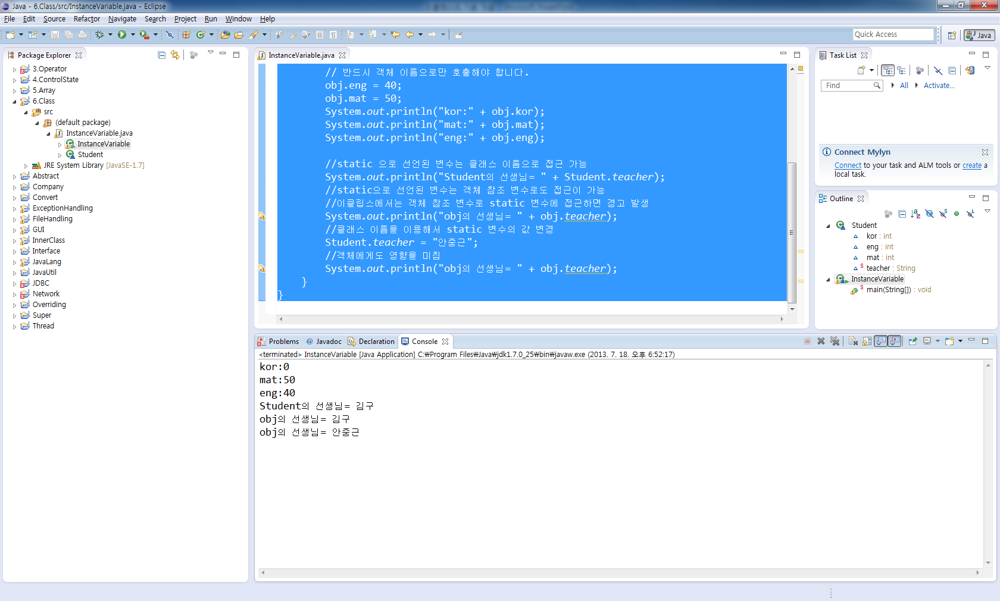 Java - 6.Class/src/InstanceVariable.java - Eclipse
File Edit Source Refactor Navigate Search Project Run Window Help
Quick Access
Java
Package Explorer
3.Operator
4.ControlState
5.Array
6.Class
src
(default package)
InstanceVariable.java
InstanceVariable
Student
JRE System Library [JavaSE-1.7]
Abstract
Company
Convert
ExceptionHandling
FileHandling
GUI
InnerClass
Interface
JavaLang
JavaUtil
JDBC
Network
Overriding
Super
Thread
InstanceVariable.java
// 반드시 객체 이름으로만 호출해야 합니다.
obj.eng = 40;
obj.mat = 50;
System.out.println("kor:" + obj.kor);
System.out.println("mat:" + obj.mat);
System.out.println("eng:" + obj.eng);
//static 으로 선언된 변수는 클래스 이름으로 접근 가능
System.out.println("Student의 선생님= " + Student.teacher);
//static으로 선언된 변수는 객체 참조 변수로도 접근이 가능
//이클립스에서는 객체 참조 변수로 static 변수에 접근하면 경고 발생
System.out.println("obj의 선생님= " + obj.teacher);
//클래스 이름을 이용해서 static 변수의 값 변경
Student.teacher = "안중근";
//객체에게도 영향을 미침
System.out.println("obj의 선생님= " + obj.teacher);
}
}
Task List
Find
All
Activate...
Connect Mylyn
Connect to your task and ALM tools or create a
local task.
Outline
Student
kor : int
eng : int
mat : int
S teacher : String
InstanceVariable
S main(String[]) : void
Problems @ Javadoc Declaration Console
<terminated> InstanceVariable [Java Application] C:₩Program Files₩Java₩jdk1.7.0_25₩bin₩javaw.exe (2013. 7. 18. 오후 6:52:17)
kor:0
mat:50
eng:40
Student의 선생님= 김구
obj의 선생님= 김구
obj의 선생님= 안중근